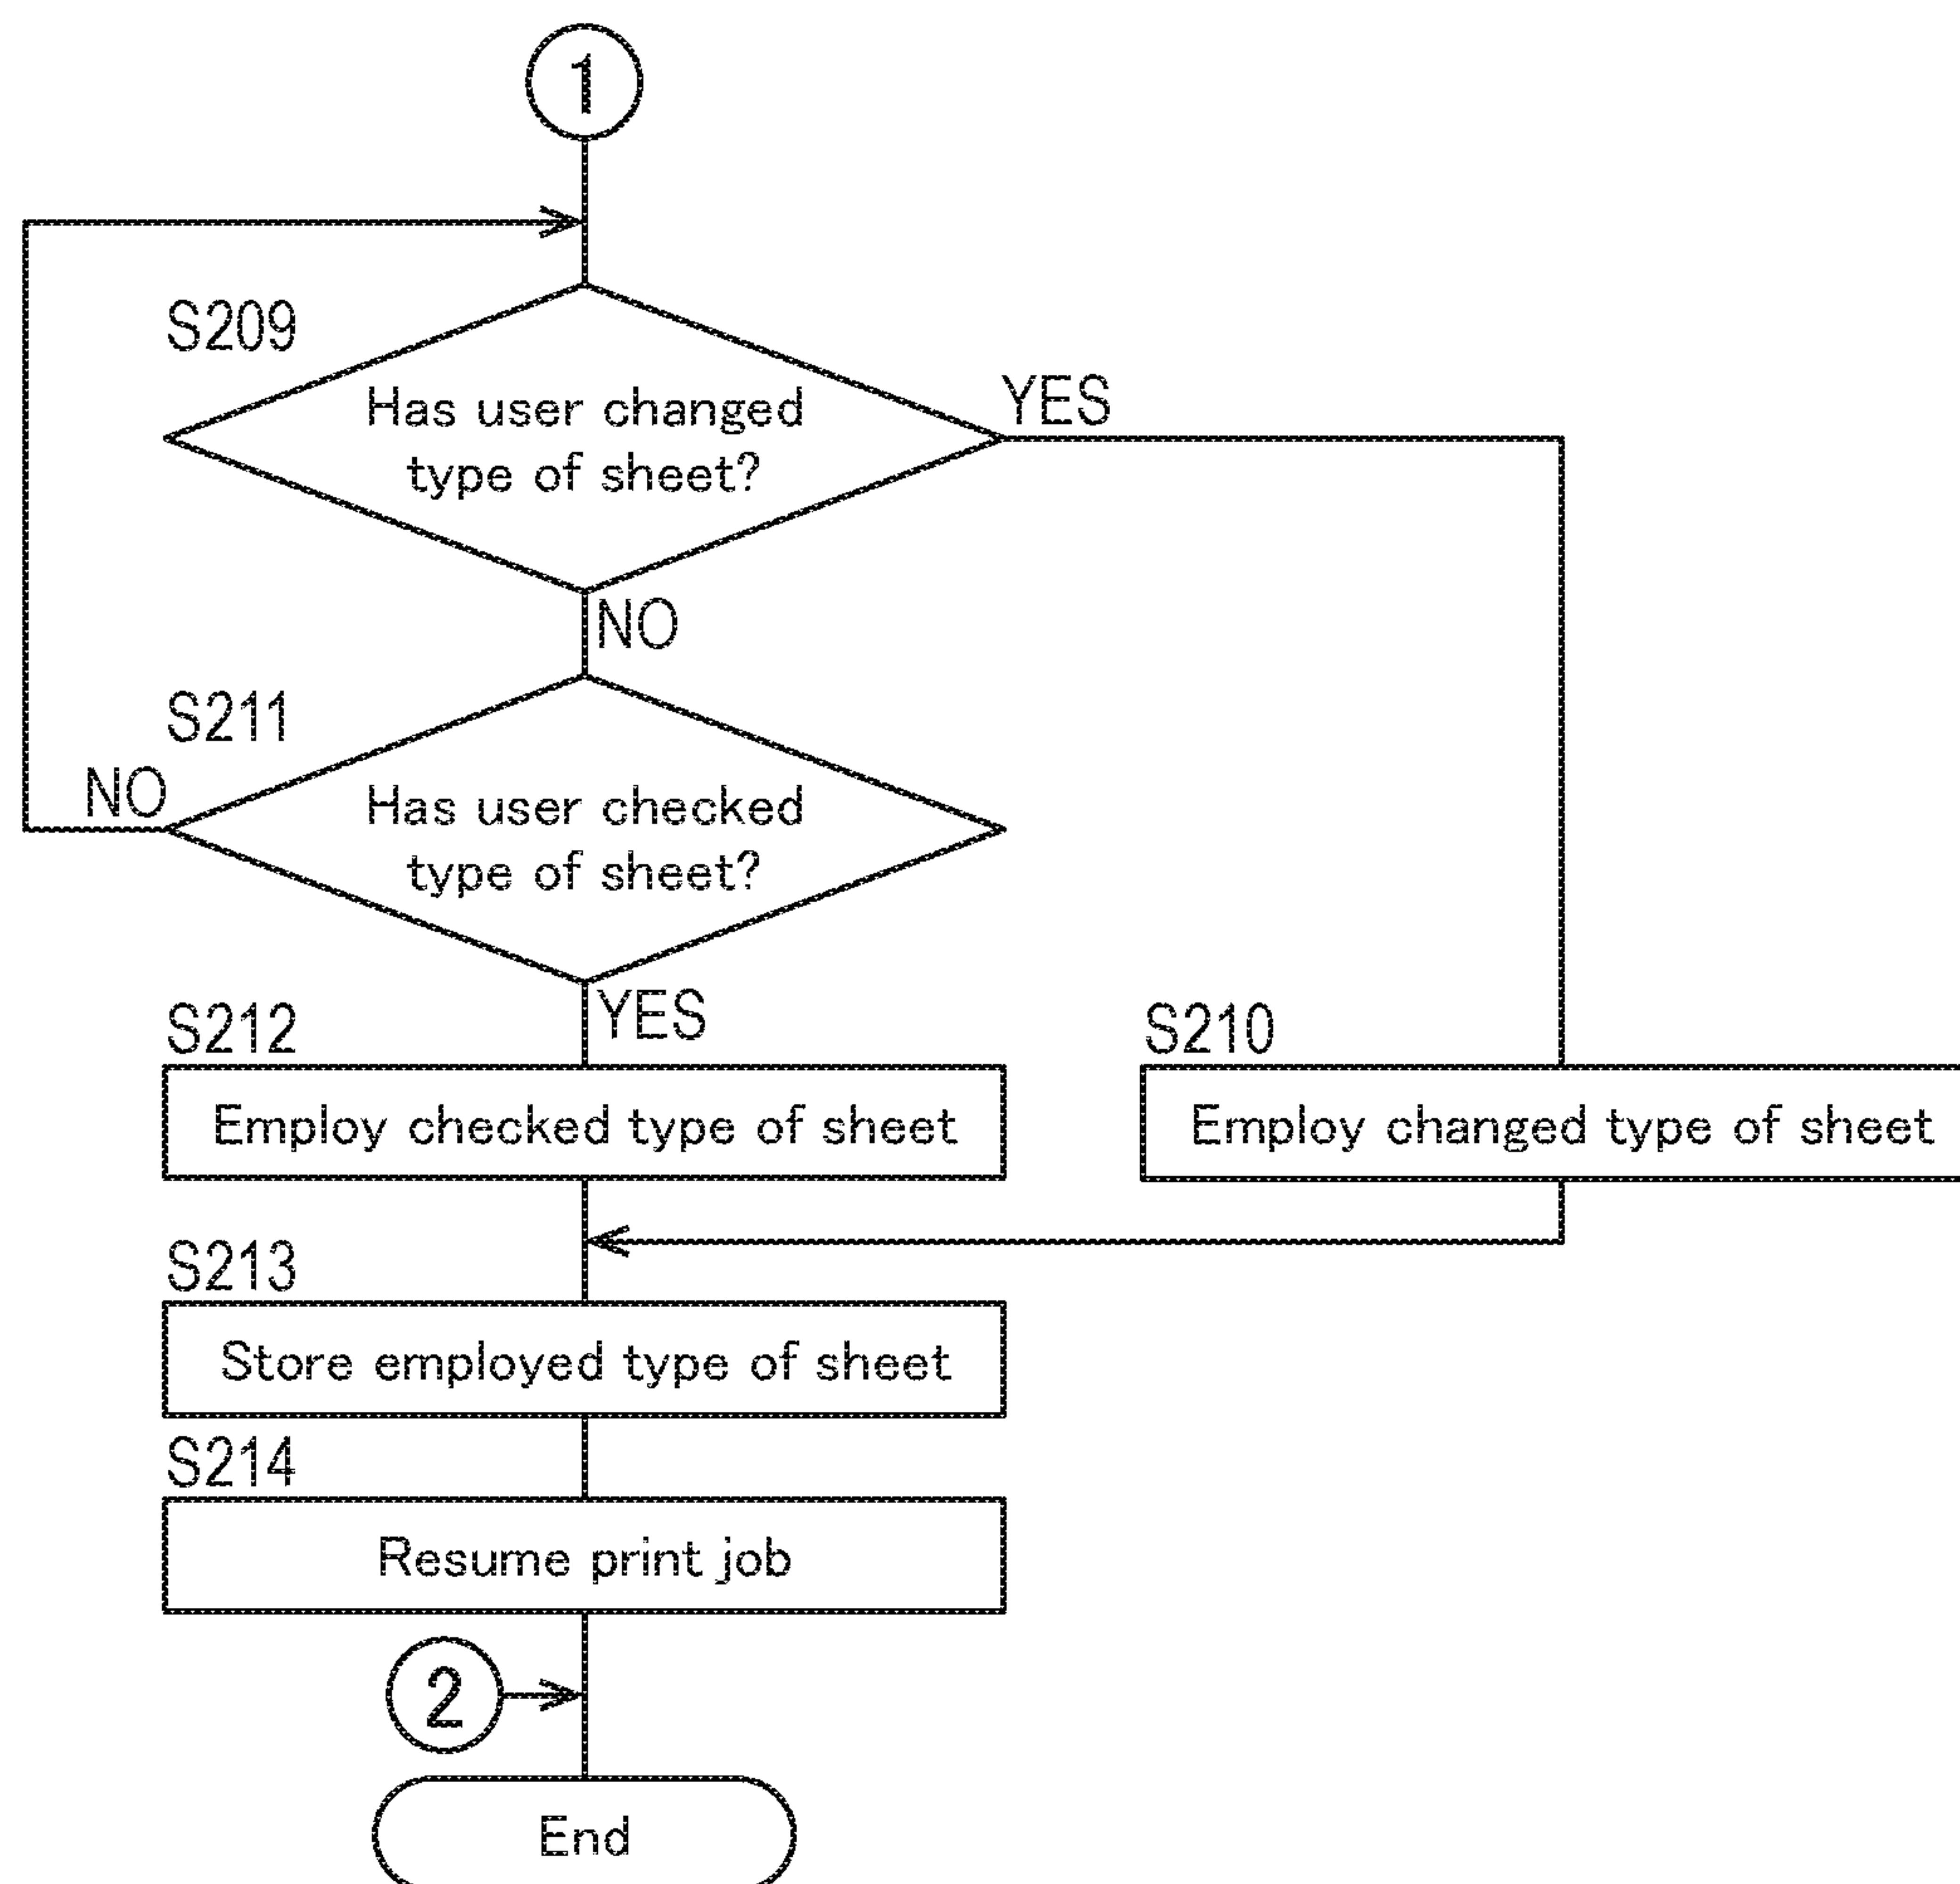 1
S209
Has user changed
type of sheet?
YES
NO
S211
NO
Has user checked
type of sheet?
YES
S212
Employ checked type of sheet
S210
Employ changed type of sheet
S213
Store employed type of sheet
S214
Resume print job
2
End